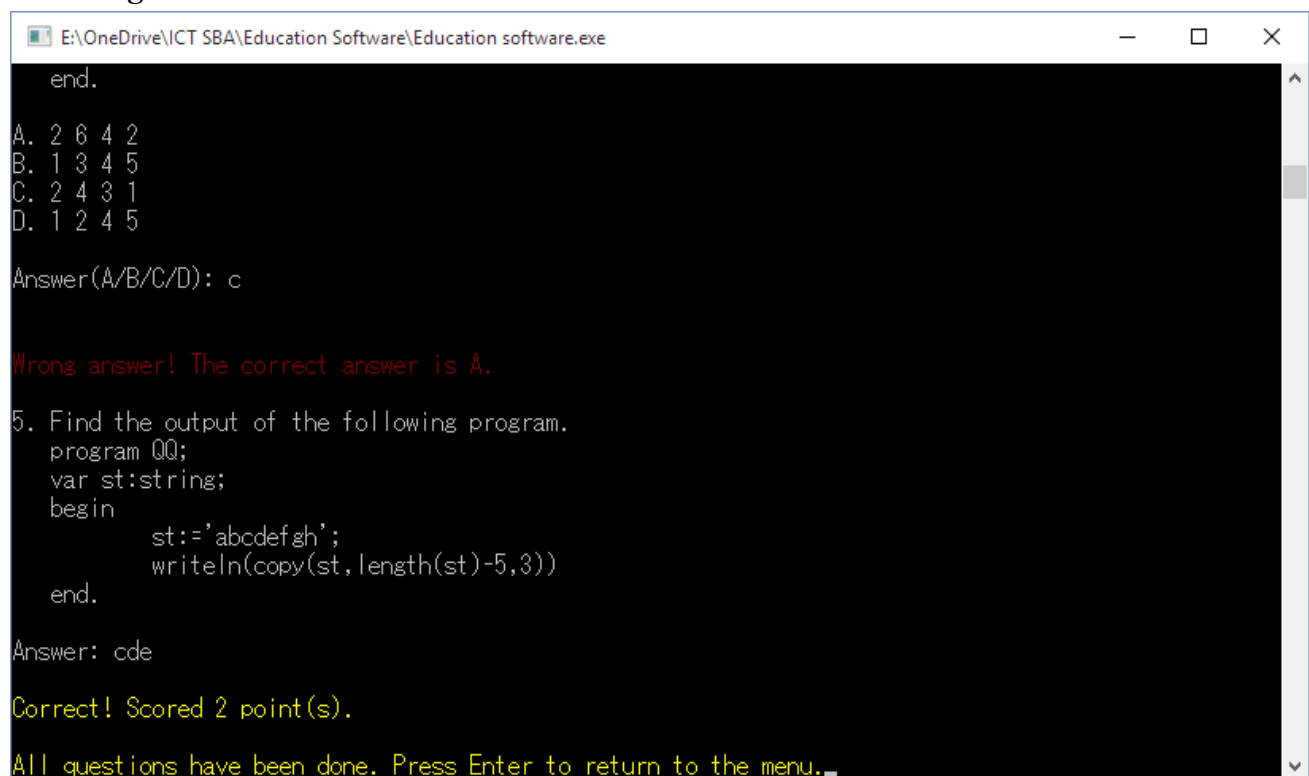 E:\OneDrive\ICT SBA\Education Software\Education software.exe
end.
A. 2 6 4 2
B. 1 3 4 5
C. 2 4 3 1
D. 1 2 4 5
Answer(A/B/C/D): c
Wrong answer! The correct answer is A.
5. Find the output of the following program.
program QQ;
var st:string;
begin
st:='abcdefgh';
writeln(copy(st,length(st)-5,3))
end.
Answer: cde
Correct! Scored 2 point(s).
All questions have been done. Press Enter to return to the menu.